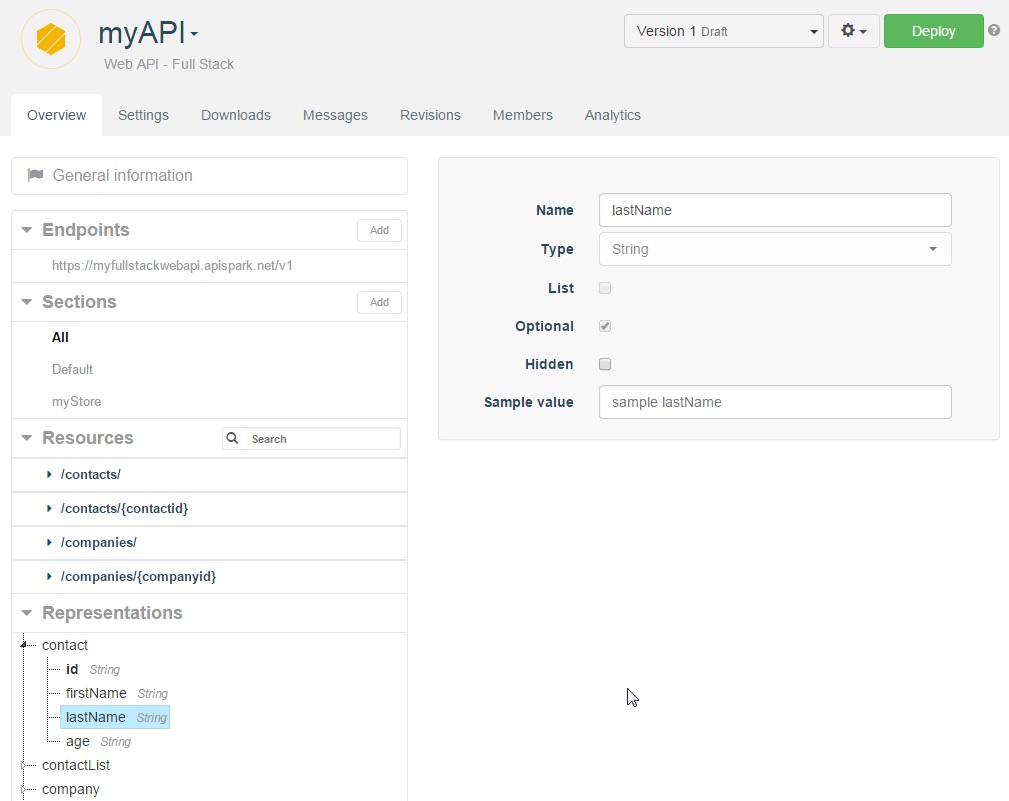 myAPI
Version 1 Draft
Deploy
Web API - Full Stack
Overview Settings Downloads Messages Revisions Members Analytics
General information
Endpoints Add
https://myfullstackwebapi.apispark.net/v1
Sections Add
All
Default
myStore
Resources Search
/contacts/
/contacts/{contactid}
/companies/
/companies/{companyid}
Representations
contact
id String
firstName String
lastName String
age String
contactList
company
Name lastName
Type String
List
Optional
Hidden
Sample value sample lastName